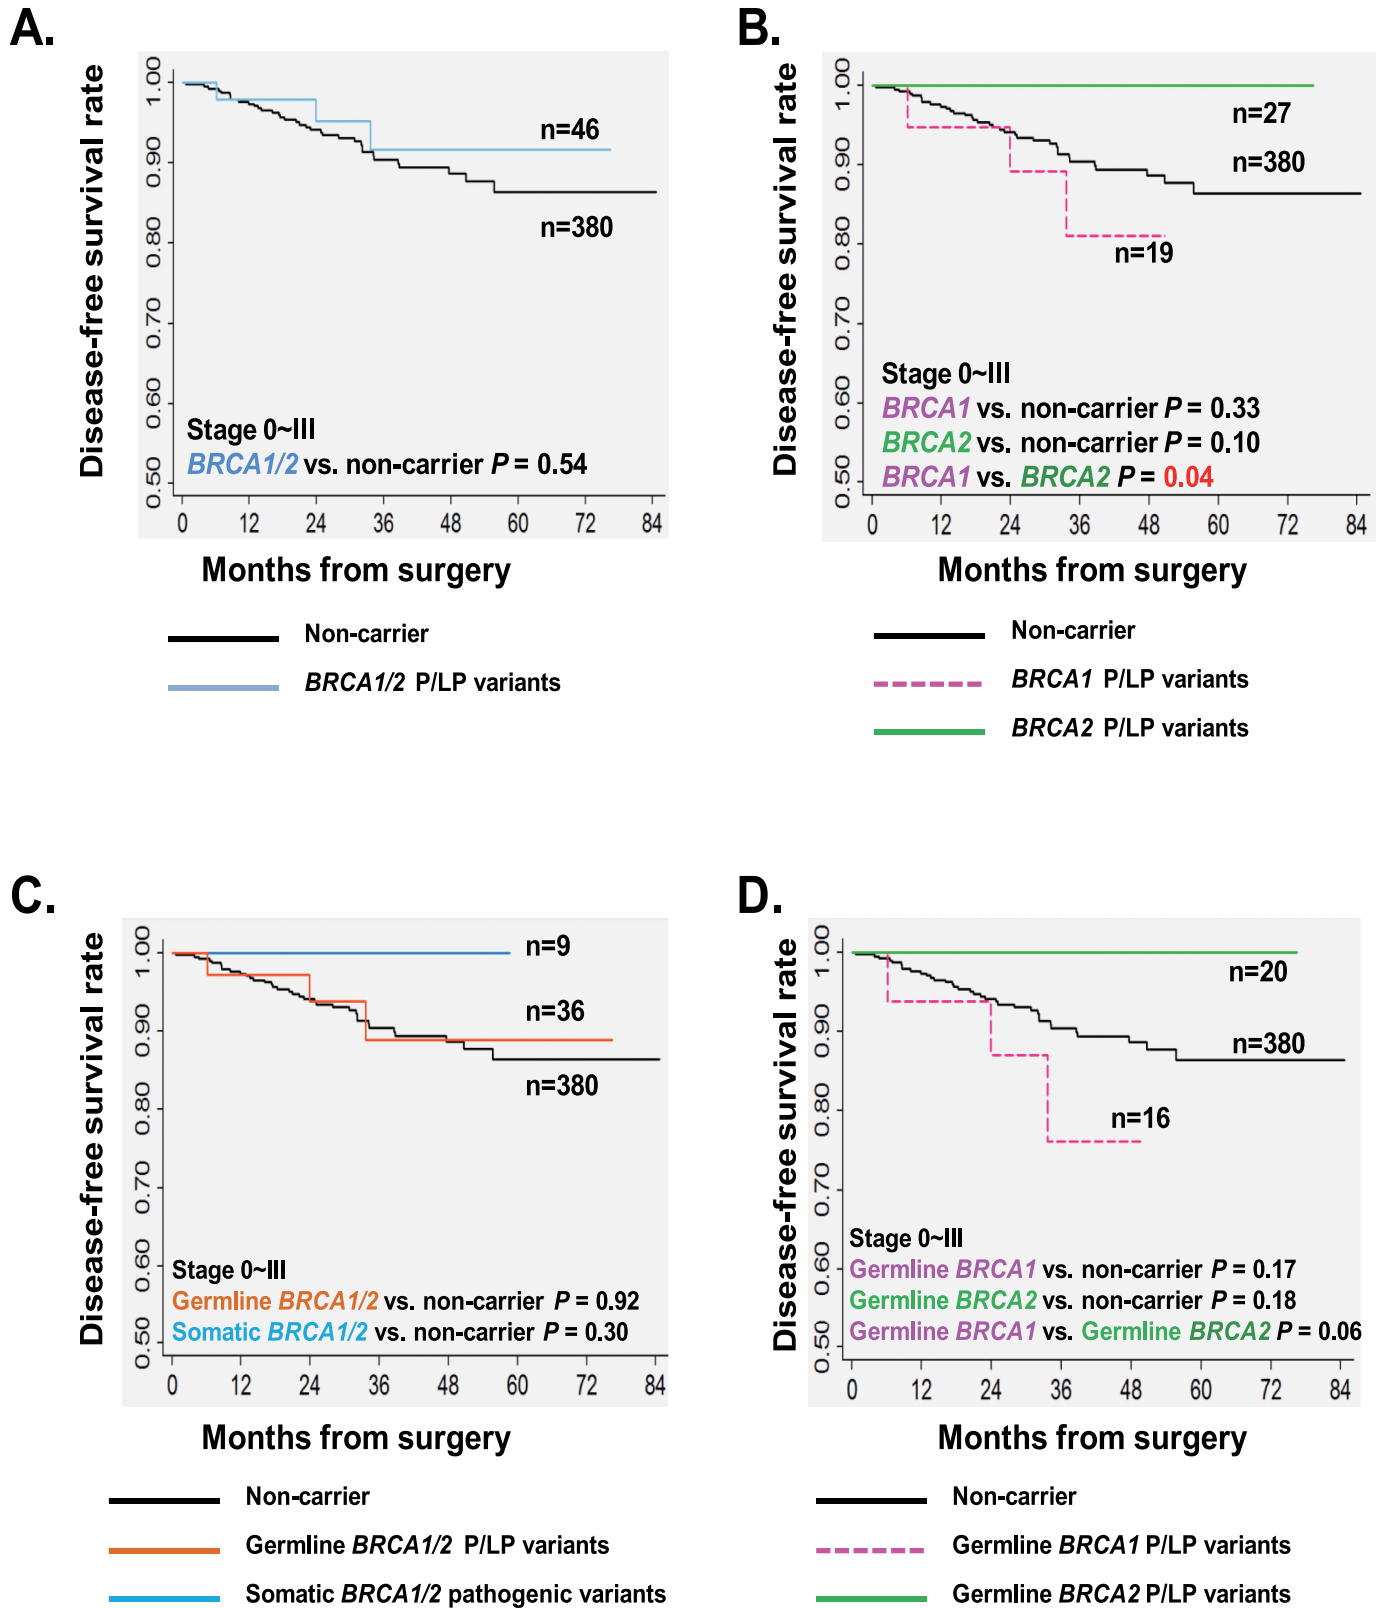 A.
Disease-free survival rate
1.00
0.90
0.80
0.70
0.60
0.50
n=46
n=380
Stage 0~III
BRCA1/2 vs. non-carrier P = 0.54
0 12 24 36 48 60 72 84
Months from surgery
Non-carrier
BRCA1/2 P/LP variants
B.
Disease-free survival rate
1.00
0.90
0.80
0.70
0.60
0.50
n=27
n=380
n=19
Stage 0~III
BRCA1 vs. non-carrier P = 0.33
BRCA2 vs. non-carrier P = 0.10
BRCA1 vs. BRCA2 P = 0.04
0 12 24 36 48 60 72 84
Months from surgery
Non-carrier
BRCA1 P/LP variants
BRCA2 P/LP variants
C.
Disease-free survival rate
1.00
0.90
0.80
0.70
0.60
0.50
n=9
n=36
n=380
Stage 0~III
Germline BRCA1/2 vs. non-carrier P = 0.92
Somatic BRCA1/2 vs. non-carrier P = 0.30
0 12 24 36 48 60 72 84
Months from surgery
Non-carrier
Germline BRCA1/2 P/LP variants
Somatic BRCA1/2 pathogenic variants
D.
Disease-free survival rate
1.00
0.90
0.80
0.70
0.60
0.50
n=20
n=380
n=16
Stage 0~III
Germline BRCA1 vs. non-carrier P = 0.17
Germline BRCA2 vs. non-carrier P = 0.18
Germline BRCA1 vs. Germline BRCA2 P = 0.06
0 12 24 36 48 60 72 84
Months from surgery
Non-carrier
Germline BRCA1 P/LP variants
Germline BRCA2 P/LP variants